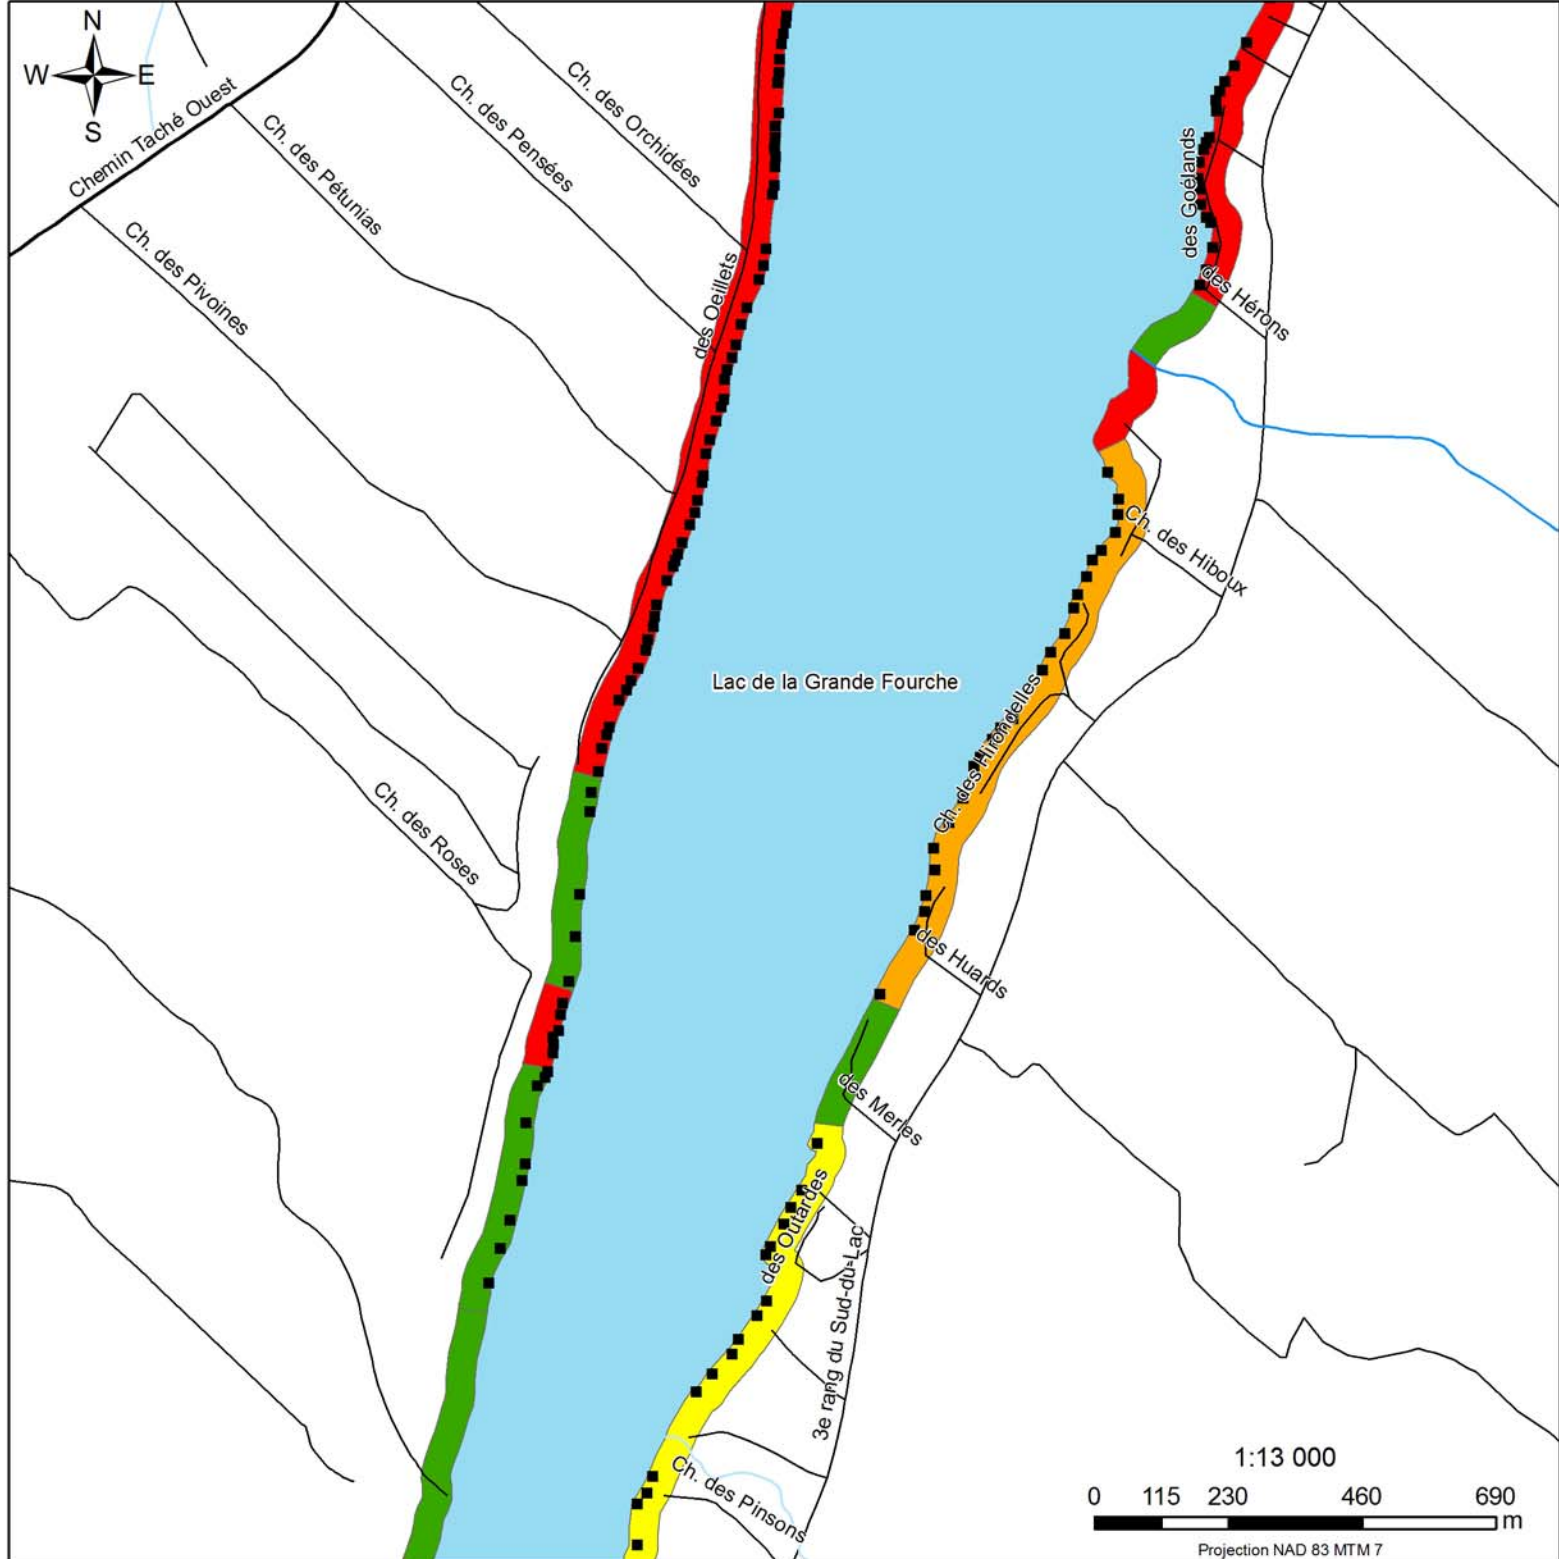 N
W
E
S
Chemin Taché Ouest
Ch. des Orchidées
Ch. des Pensées
Ch. des Pétunias
Ch. des Pivoines
des Oeillets
des Goélands
des Hérons
Ch. des Hiboux
Lac de la Grande Fourche
Ch. des Hirondelles
Ch. des Roses
des Huards
des Merles
des Outardes
3e rang du Sud-du-Lac
Ch. des Pinsons
1:13 000
0 115 230 460 690
m
Projection NAD 83 MTM 7